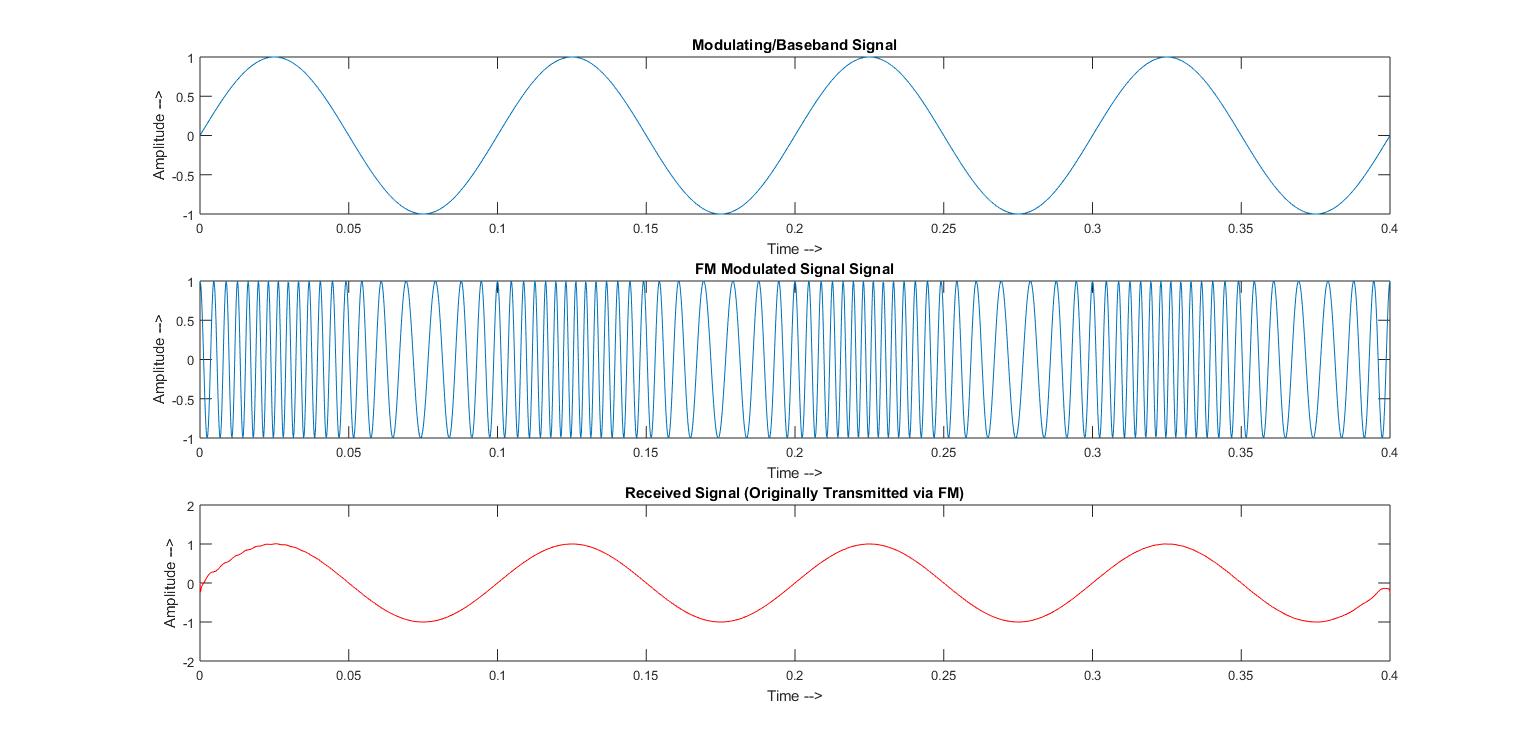 Modulating/Baseband Signal
1
0.5
0
-0.5
-1
Amplitude -->
0 0.05 0.1 0.15 0.2 0.25 0.3 0.35 0.4
Time -->
FM Modulated Signal Signal
1
0.5
0
-0.5
-1
Amplitude -->
0 0.05 0.1 0.15 0.2 0.25 0.3 0.35 0.4
Time -->
Received Signal (Originally Transmitted via FM)
2
1
0
-1
-2
Amplitude -->
0 0.05 0.1 0.15 0.2 0.25 0.3 0.35 0.4
Time -->